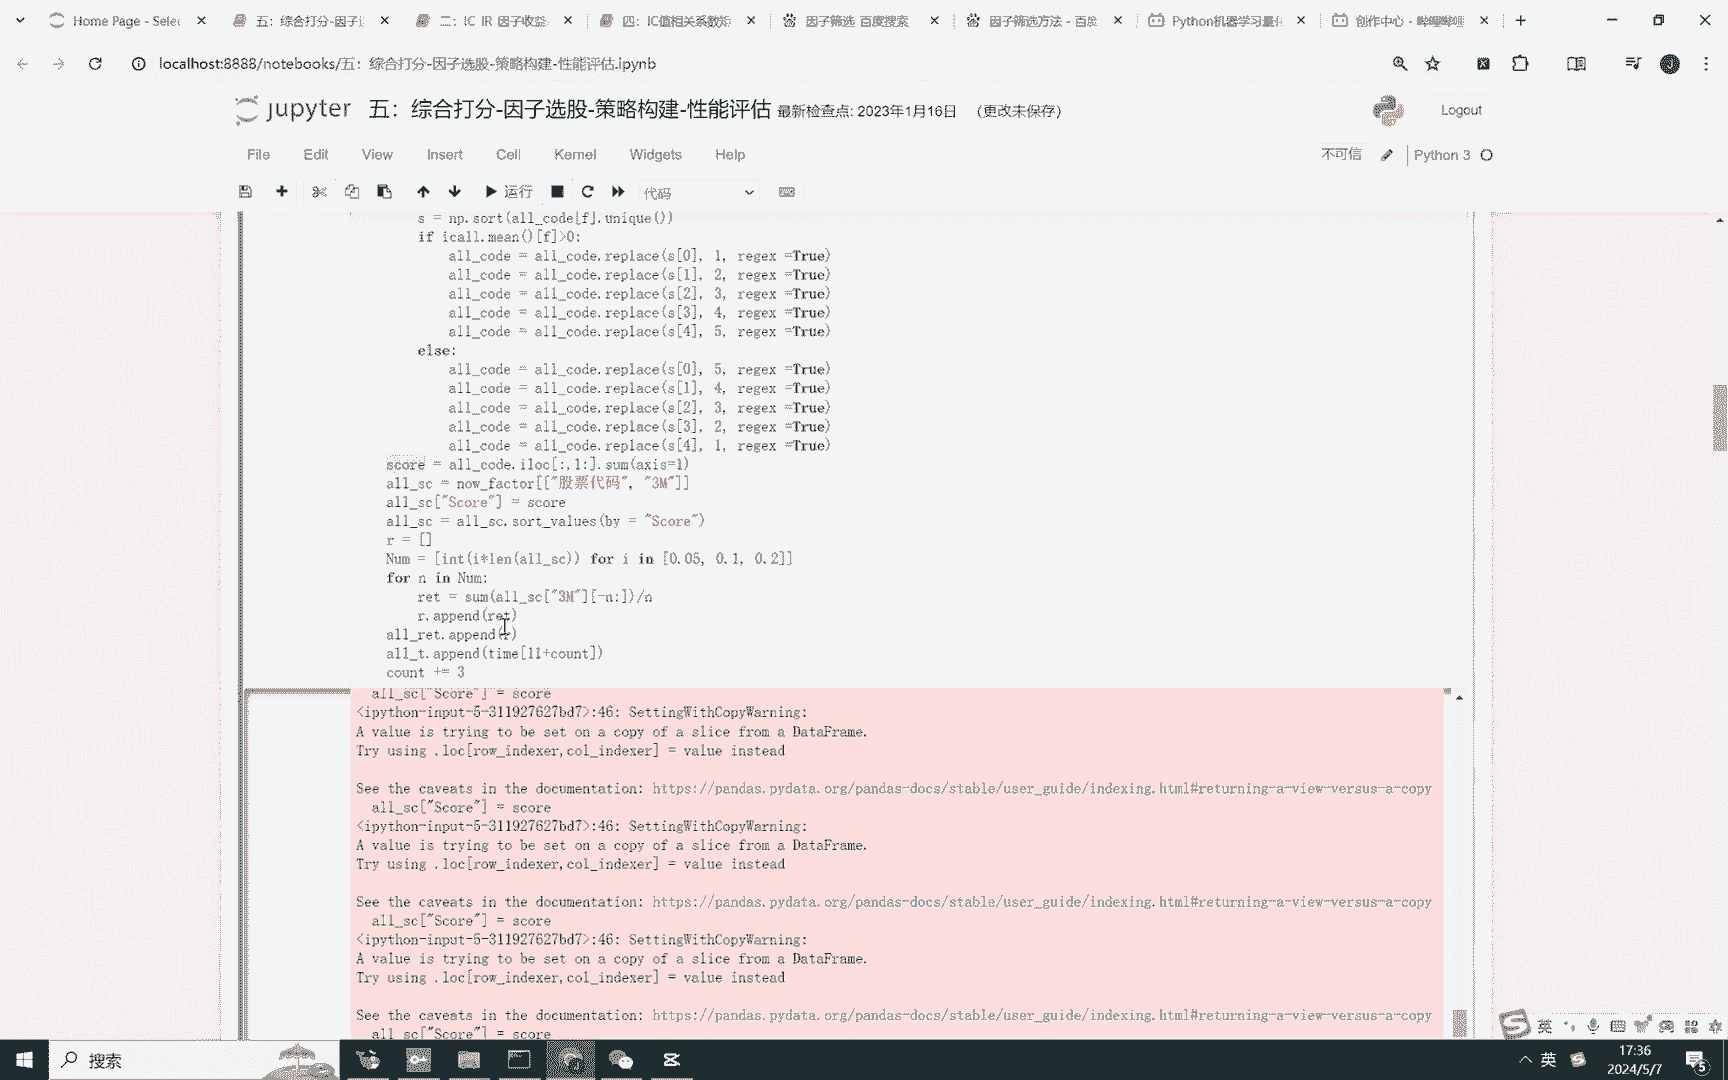 Home Page - Selec
五：综合打分-因子选
二：IC IR 因子收益
四：IC值相关系数矩
因子筛选 百度搜索
因子筛选方法 - 百度
Python机器学习量化
创作中心 - 哔哩哔哩
localhost:8888/notebooks/五：综合打分-因子选股-策略构建-性能评估.ipynb
jupyter 五：综合打分-因子选股-策略构建-性能评估 最新检查点: 2023年1月16日 (更改未保存)
Logout
File Edit View Insert Cell Kernel Widgets Help
不可信 Python 3
运行 代码
s = np.sort(all_code[f].unique())
if icall.mean()[f]>0:
all_code = all_code.replace(s[0], 1, regex =True)
all_code = all_code.replace(s[1], 2, regex =True)
all_code = all_code.replace(s[2], 3, regex =True)
all_code = all_code.replace(s[3], 4, regex =True)
all_code = all_code.replace(s[4], 5, regex =True)
else:
all_code = all_code.replace(s[0], 5, regex =True)
all_code = all_code.replace(s[1], 4, regex =True)
all_code = all_code.replace(s[2], 3, regex =True)
all_code = all_code.replace(s[3], 2, regex =True)
all_code = all_code.replace(s[4], 1, regex =True)
score = all_code.iloc[:,1:].sum(axis=1)
all_sc = now_factor[["股票代码", "3M"]]
all_sc["Score"] = score
all_sc = all_sc.sort_values(by = "Score")
r = []
Num = [int(i*len(all_sc)) for i in [0.05, 0.1, 0.2]]
for n in Num:
ret = sum(all_sc["3M"][-n:])/n
r.append(ret)
all_ret.append(r)
all_t.append(time[11+count])
count += 3
all_sc["Score"] = score
<ipython-input-5-311927627bd7>:46: SettingWithCopyWarning:
A value is trying to be set on a copy of a slice from a DataFrame.
Try using .loc[row_indexer,col_indexer] = value instead
See the caveats in the documentation: https://pandas.pydata.org/pandas-docs/stable/user_guide/indexing.html#returning-a-view-versus-a-copy
all_sc["Score"] = score
<ipython-input-5-311927627bd7>:46: SettingWithCopyWarning:
A value is trying to be set on a copy of a slice from a DataFrame.
Try using .loc[row_indexer,col_indexer] = value instead
See the caveats in the documentation: https://pandas.pydata.org/pandas-docs/stable/user_guide/indexing.html#returning-a-view-versus-a-copy
all_sc["Score"] = score
<ipython-input-5-311927627bd7>:46: SettingWithCopyWarning:
A value is trying to be set on a copy of a slice from a DataFrame.
Try using .loc[row_indexer,col_indexer] = value instead
See the caveats in the documentation: https://pandas.pydata.org/pandas-docs/stable/user_guide/indexing.html#returning-a-view-versus-a-copy
all_sc["Score"] = score
英
搜索
英
17:36
2024/5/7
5